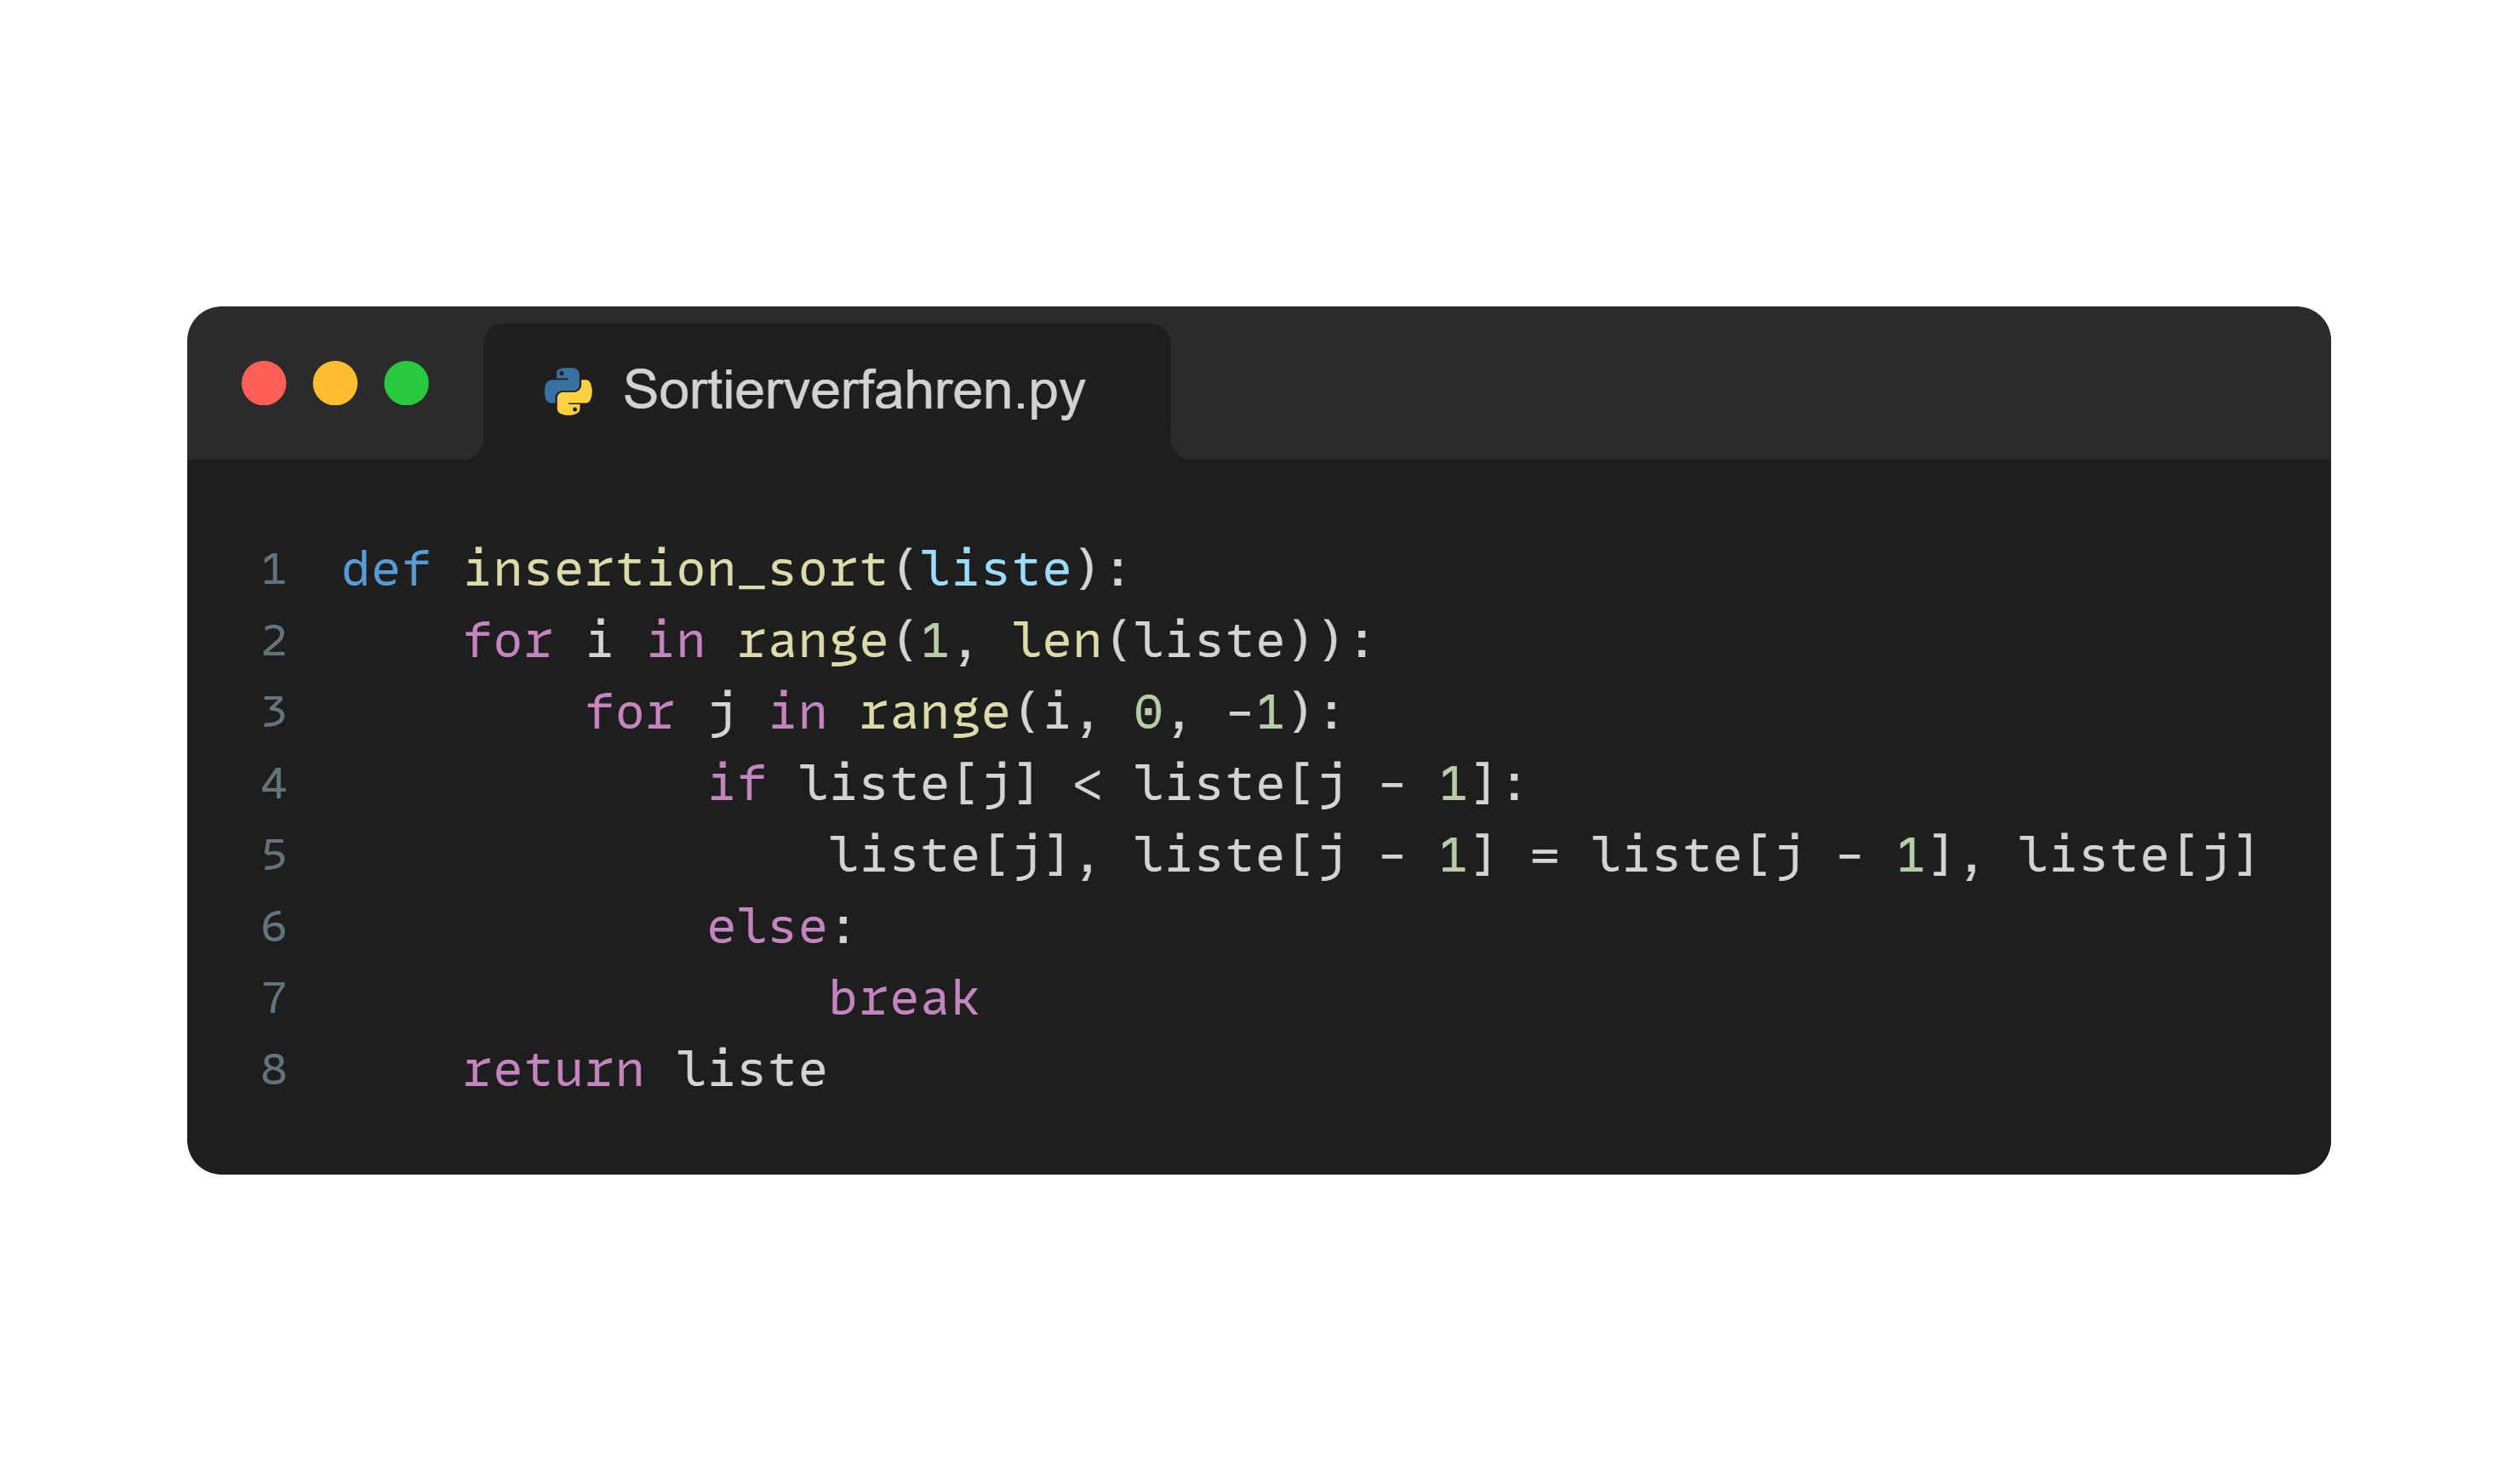 Sortierverfahren.py
1 def insertion_sort(liste):
2     for i in range(1, len(liste)):
3         for j in range(i, 0, -1):
4             if liste[j] < liste[j - 1]:
5                 liste[j], liste[j - 1] = liste[j - 1], liste[j]
6             else:
7                 break
8     return liste